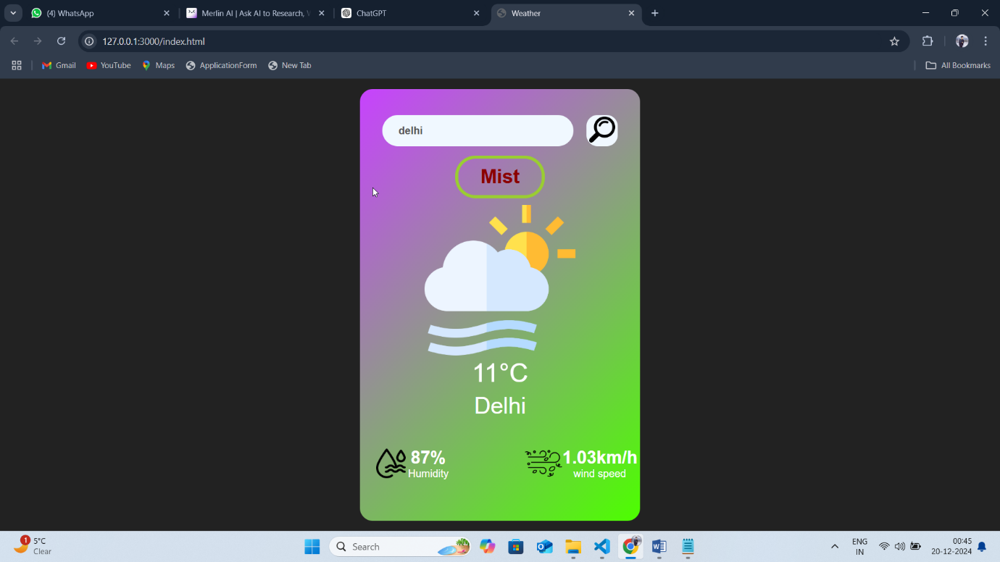 (4) WhatsApp
Merlin AI | Ask AI to Research,
ChatGPT
Weather
127.0.0.1:3000/index.html
Gmail
YouTube
Maps
ApplicationForm
New Tab
All Bookmarks
delhi
Mist
11°C
Delhi
87%
Humidity
1.03km/h
wind speed
1
5°C
Clear
Search
ENG
IN
00:45
20-12-2024